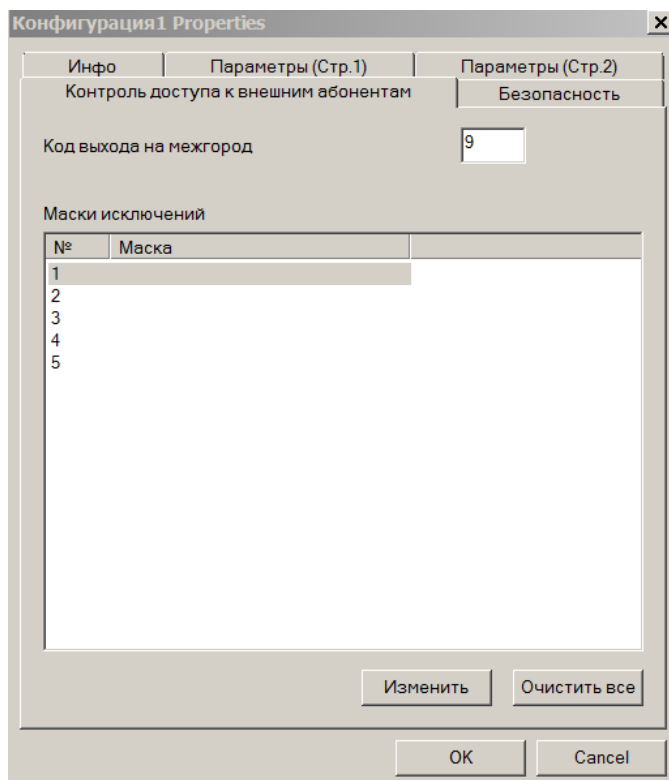 Конфигурация1 Properties
Инфо Параметры (Стр.1) Параметры (Стр.2)
Контроль доступа к внешним абонентам Безопасность
Код выхода на межгород 9
Маски исключений
№ Маска
1
2
3
4
5
Изменить Очистить все
OK Cancel